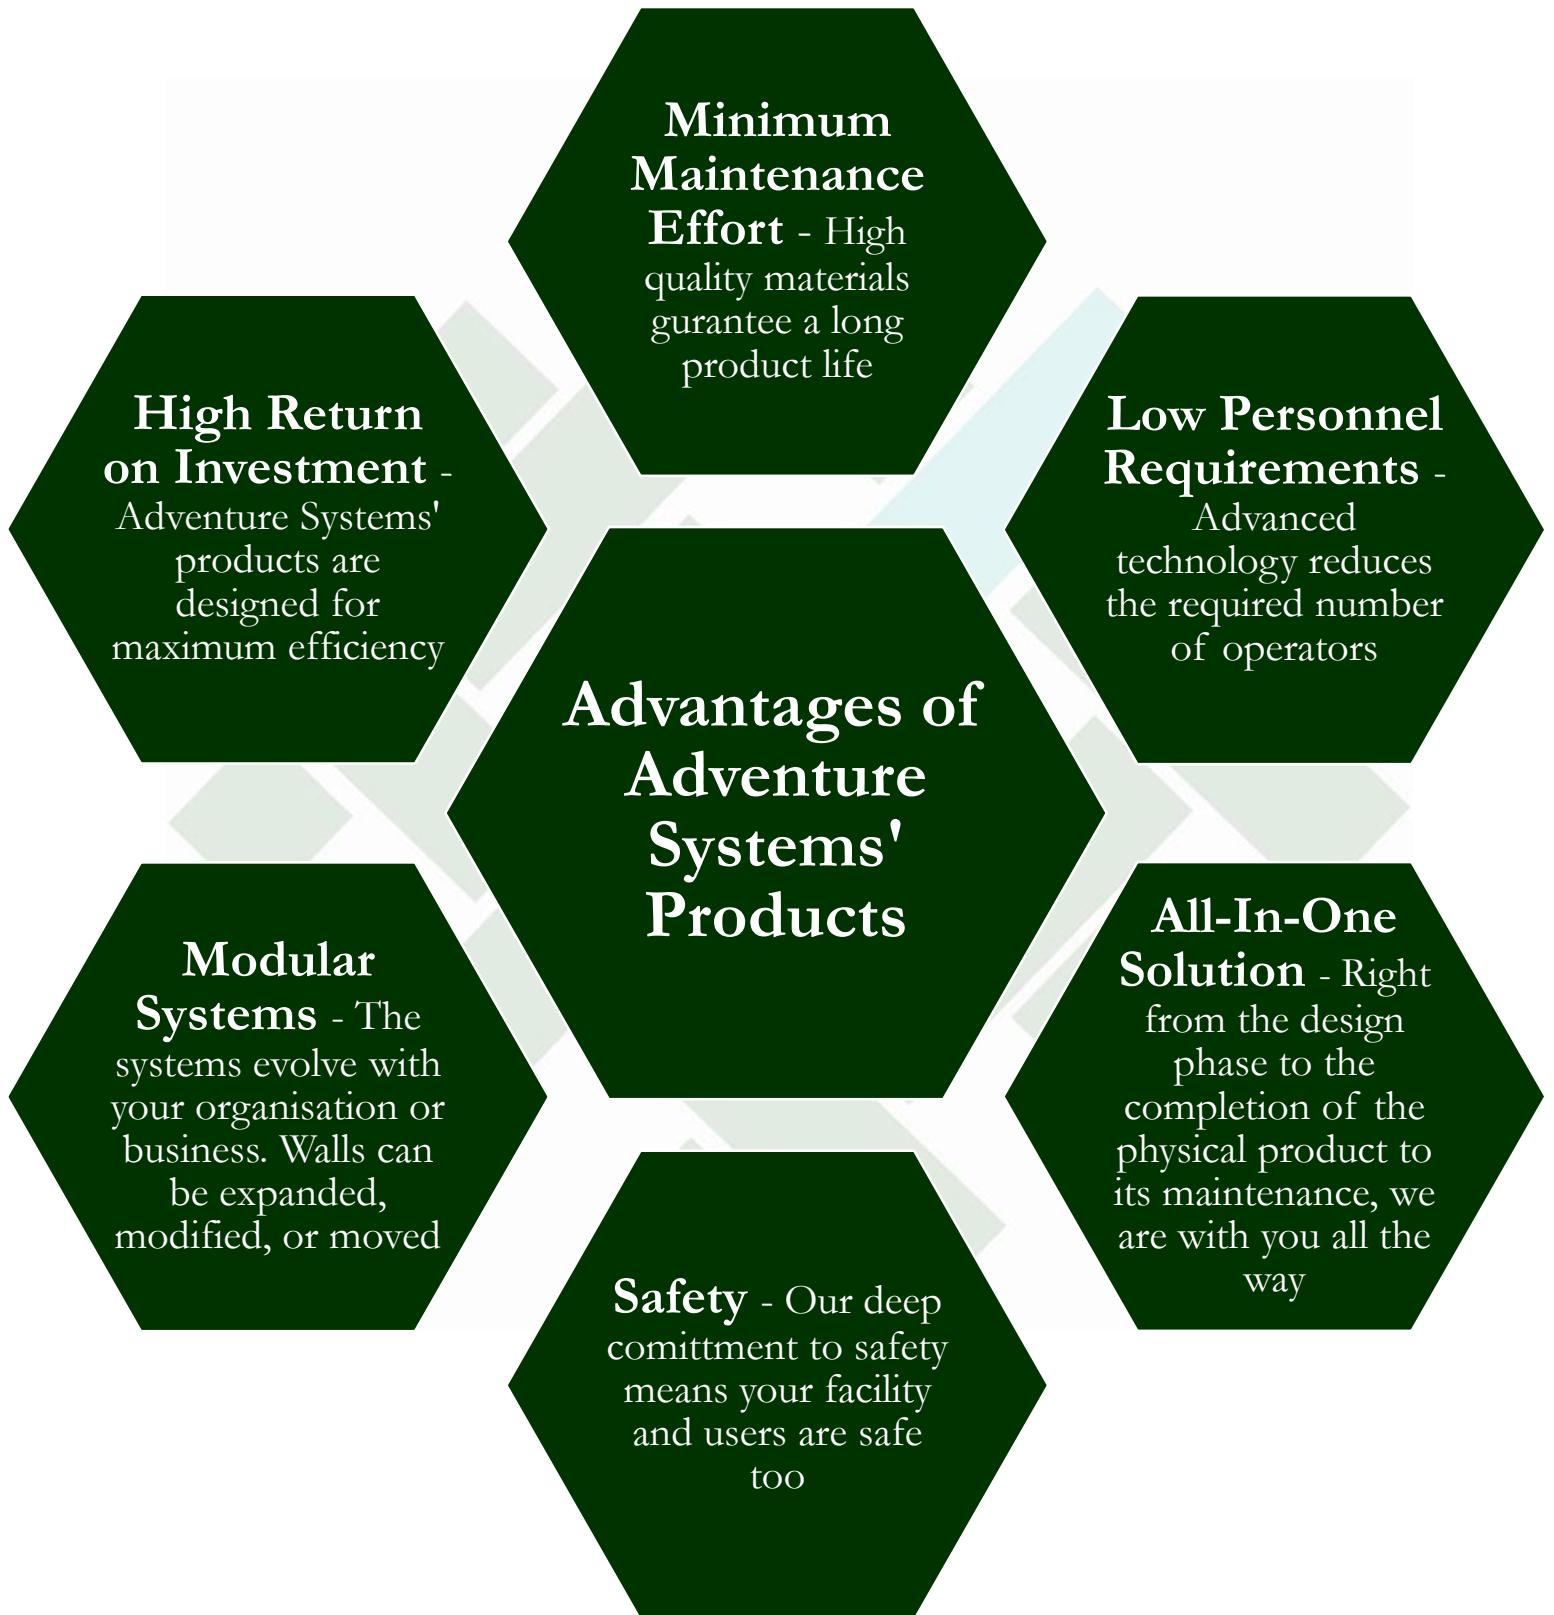 Minimum
Maintenance
Effort - High
quality materials
gurantee a long
product life
High Return
on Investment -
Adventure Systems'
products are
designed for
maximum efficiency
Low Personnel
Requirements -
Advanced
technology reduces
the required number
of operators
Advantages of
Adventure
Systems'
Products
Modular
Systems - The
systems evolve with
your organisation or
business. Walls can
be expanded,
modified, or moved
All-In-One
Solution - Right
from the design
phase to the
completion of the
physical product to
its maintenance, we
are with you all the
way
Safety - Our deep
comittment to safety
means your facility
and users are safe
too